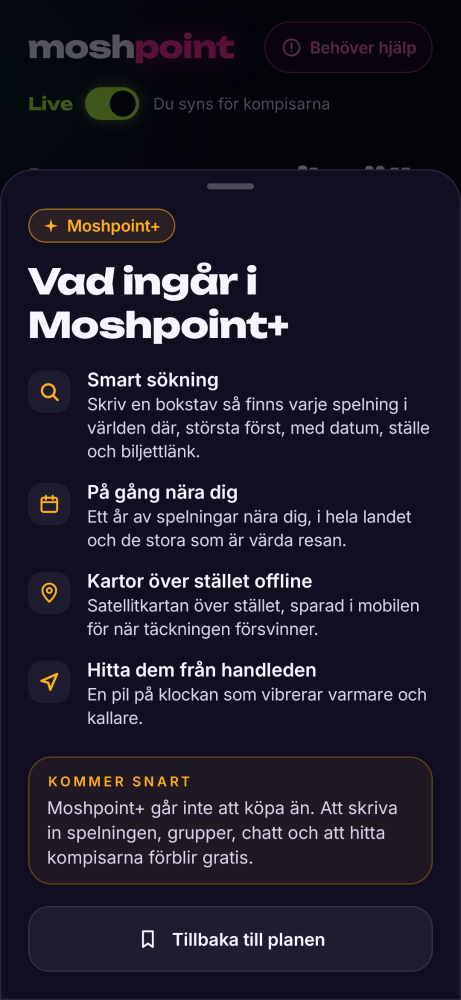 moshpoint
Behöver hjälp
Live
Du syns för kompisarna
Moshpoint+
Vad ingår i
Moshpoint+
Smart sökning
Skriv en bokstav så finns varje spelning i
världen där, största först, med datum, ställe
och biljettlänk.
På gång nära dig
Ett år av spelningar nära dig, i hela landet
och de stora som är värda resan.
Kartor över stället offline
Satellitkartan över stället, sparad i mobilen
för när täckningen försvinner.
Hitta dem från handleden
En pil på klockan som vibrerar varmare och
kallare.
KOMMER SNART
Moshpoint+ går inte att köpa än. Att skriva
in spelningen, grupper, chatt och att hitta
kompisarna förblir gratis.
Tillbaka till planen